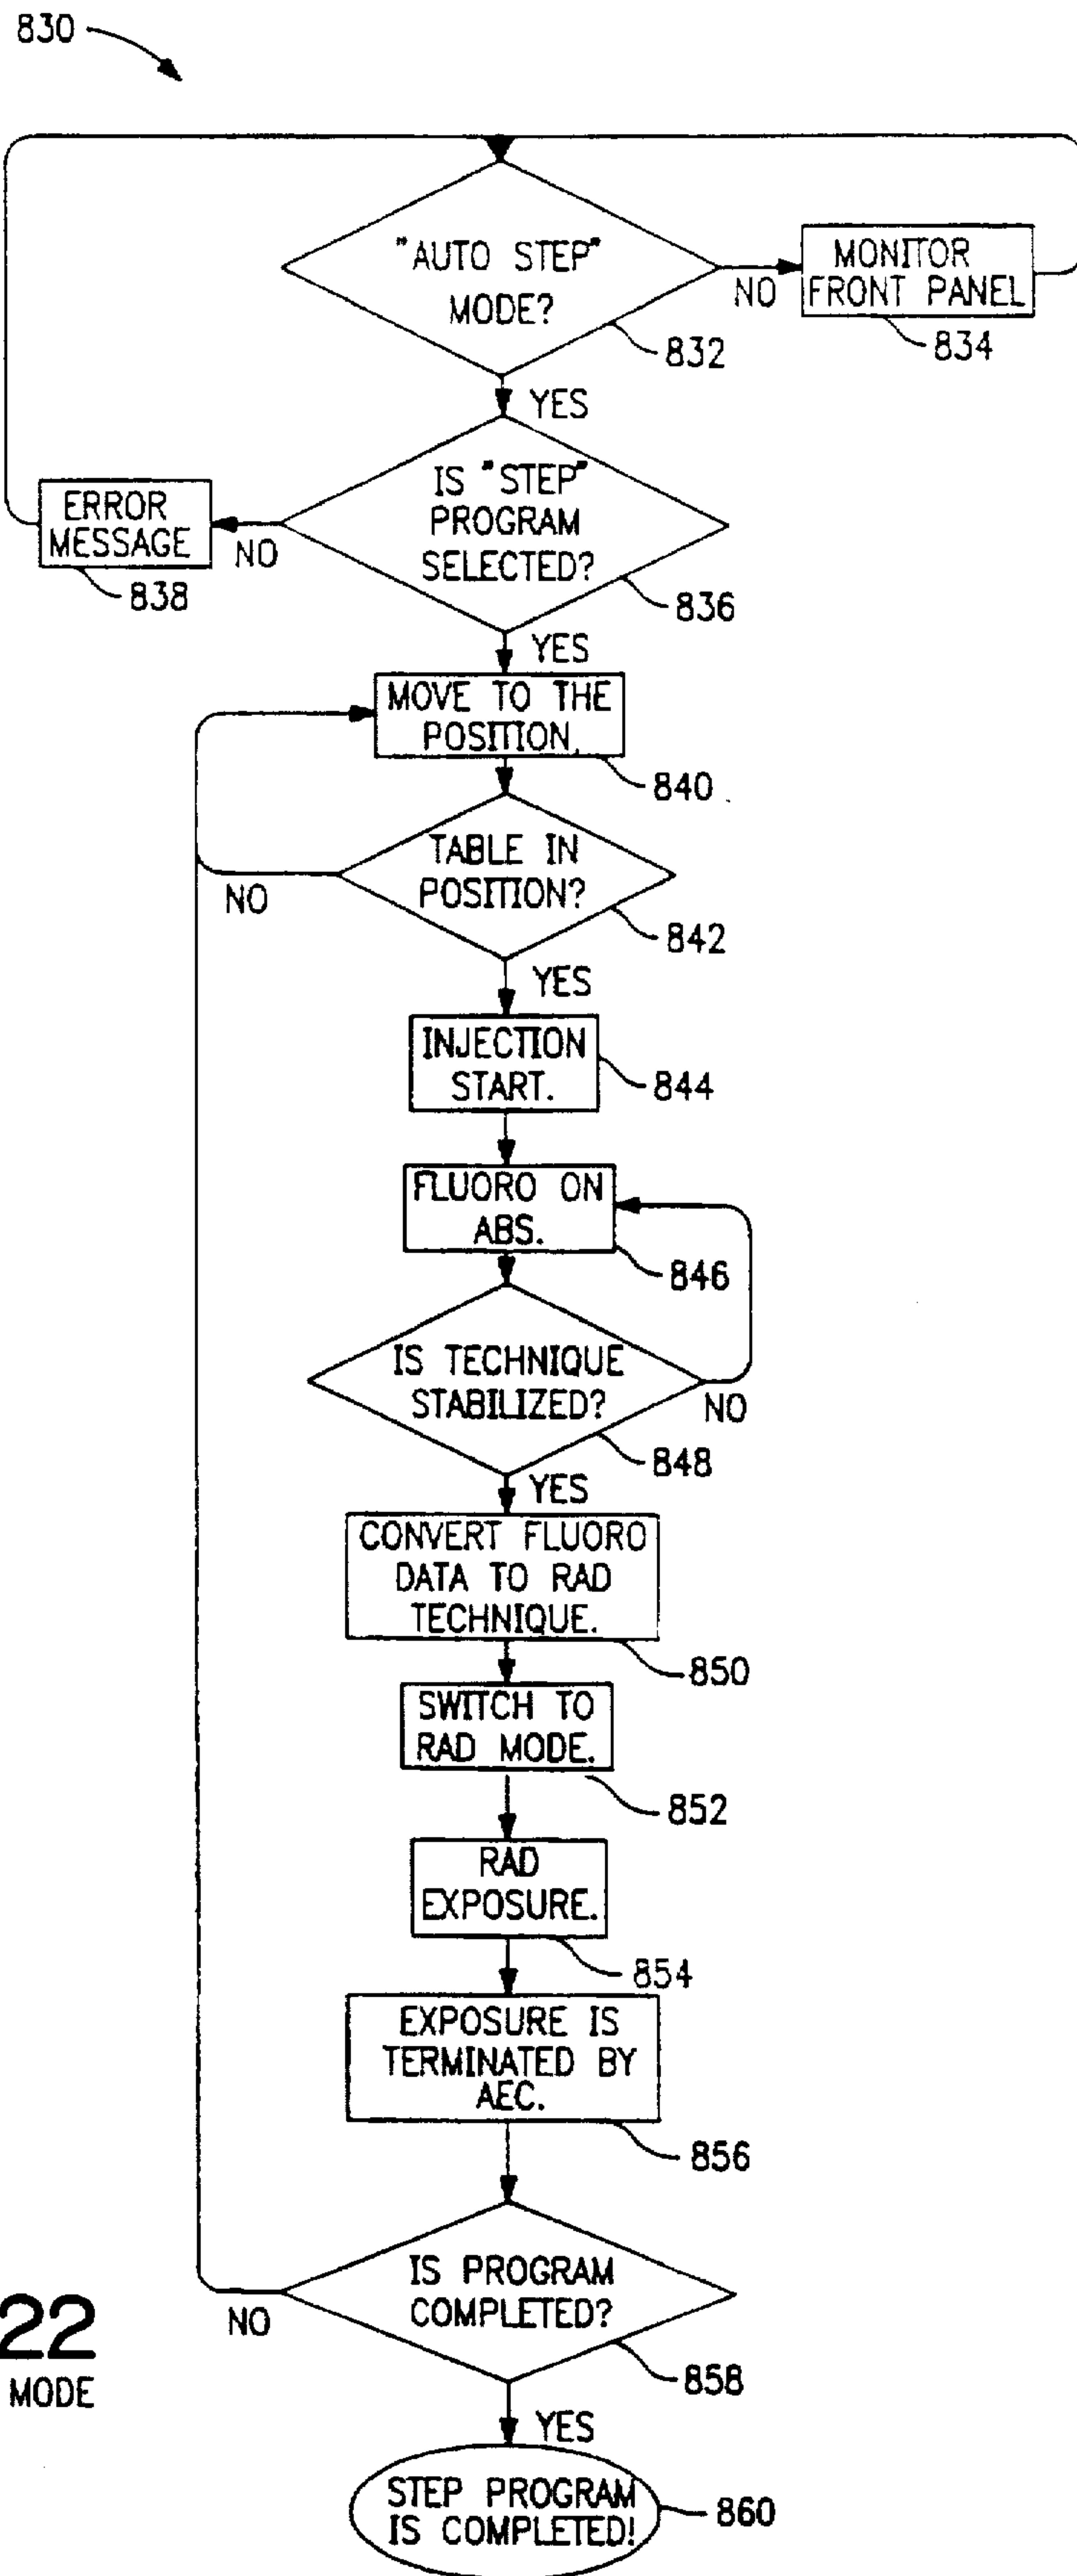 830
"AUTO STEP"
MODE?
832
NO
MONITOR
FRONT PANEL
834
YES
IS "STEP"
PROGRAM
SELECTED?
836
NO
ERROR
MESSAGE
838
YES
MOVE TO THE
POSITION.
840
TABLE IN
POSITION?
842
NO
YES
INJECTION
START.
844
FLUORO ON
ABS.
846
IS TECHNIQUE
STABILIZED?
848
NO
YES
CONVERT FLUORO
DATA TO RAD
TECHNIQUE.
850
SWITCH TO
RAD MODE.
852
RAD
EXPOSURE.
854
EXPOSURE IS
TERMINATED BY
AEC.
856
IS PROGRAM
COMPLETED?
858
NO
22
MODE
YES
STEP PROGRAM
IS COMPLETED!
860